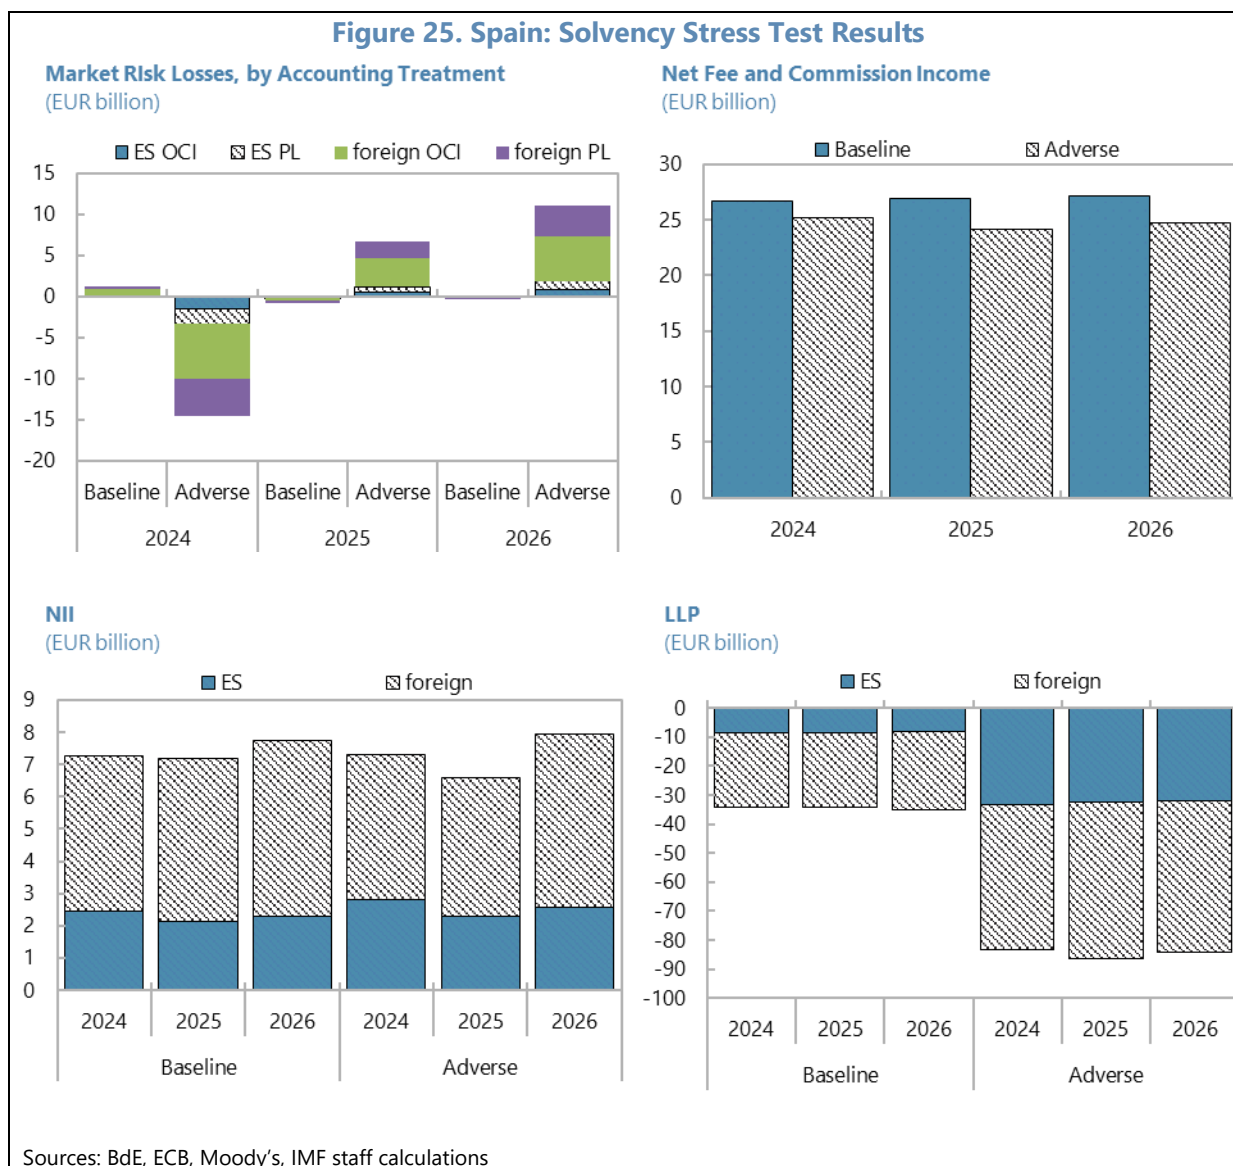 Figure 25. Spain: Solvency Stress Test Results
Market RIsk Losses, by Accounting Treatment
(EUR billion)
ES OCI ES PL foreign OCI foreign PL
15
10
5
0
-5
-10
-15
-20
Baseline Adverse Baseline Adverse Baseline Adverse
2024 2025 2026
Net Fee and Commission Income
(EUR billion)
Baseline Adverse
30
25
20
15
10
5
0
2024 2025 2026
NII
(EUR billion)
ES foreign
9
8
7
6
5
4
3
2
1
0
2024 2025 2026 2024 2025 2026
Baseline Adverse
LLP
(EUR billion)
ES foreign
0
-10
-20
-30
-40
-50
-60
-70
-80
-90
-100
2024 2025 2026 2024 2025 2026
Baseline Adverse
Sources: BdE, ECB, Moody's, IMF staff calculations